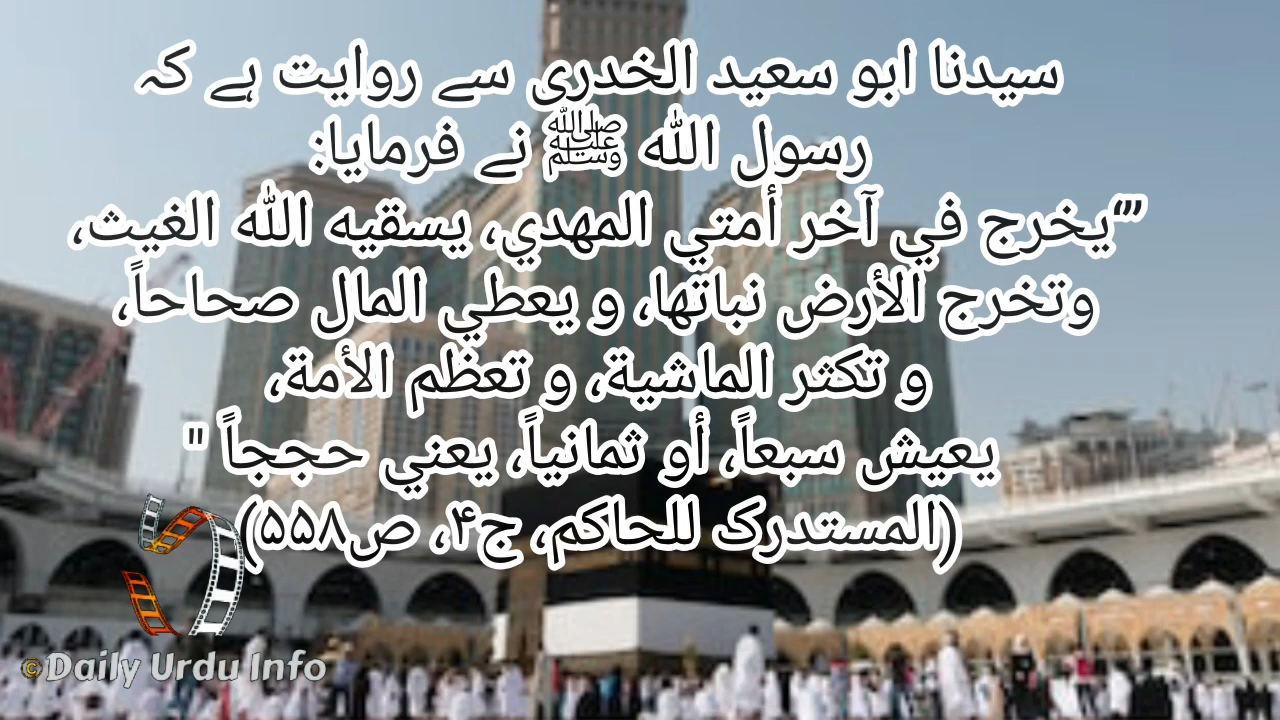 سیدنا ابو سعید الخدری سے روایت ہے کہ
رسول اللہ ﷺ نے فرمایا:
”’یخرج في آخر أمتي المهدي، يسقيه الله الغيث،
وتخرج الأرض نباتها، و يعطي المال صحاحاً،
و تكثر الماشية، و تعظم الأمة،
يعيش سبعاً، أو ثمانياً، يعني حججاً "
(المستدرک للحاکم، ج۴، ص۵۵۸)
©Daily Urdu Info